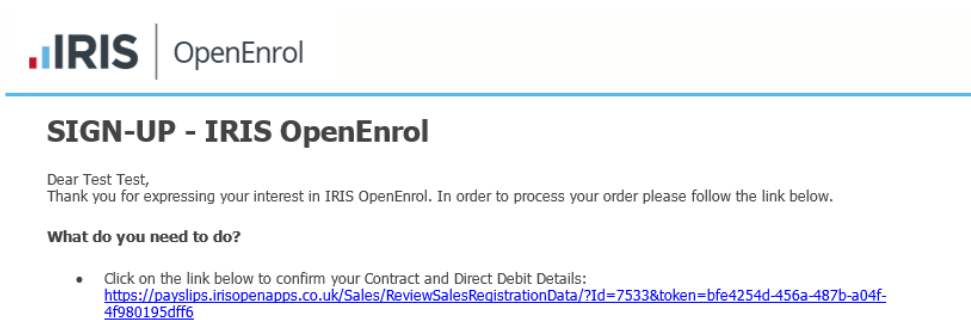 IRIS OpenEnrol
SIGN-UP - IRIS OpenEnrol
Dear Test Test,
Thank you for expressing your interest in IRIS OpenEnrol. In order to process your order please follow the link below.
What do you need to do?
• Click on the link below to confirm your Contract and Direct Debit Details:
https://payslips.irisopenapps.co.uk/Sales/ReviewSalesRegistrationData/?Id=7533&token=bfe4254d-456a-487b-a04f-
4f980195dff6